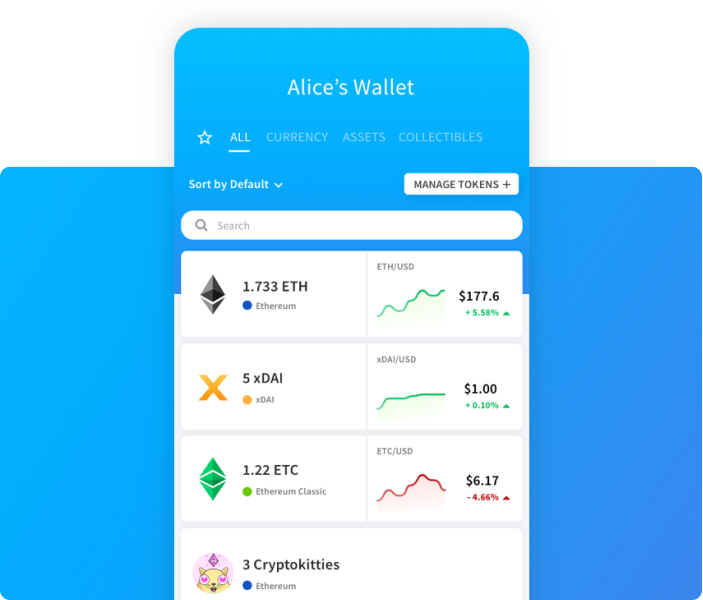 Alice’s Wallet
ALL CURRENCY ASSETS COLLECTIBLES
Sort by Default MANAGE TOKENS +
Search
1.733 ETH
Ethereum
ETH/USD
$177.6
+ 5.58%
5 xDAI
xDAI
xDAI/USD
$1.00
+ 0.10%
1.22 ETC
Ethereum Classic
ETC/USD
$6.17
- 4.66%
3 Cryptokitties
Ethereum